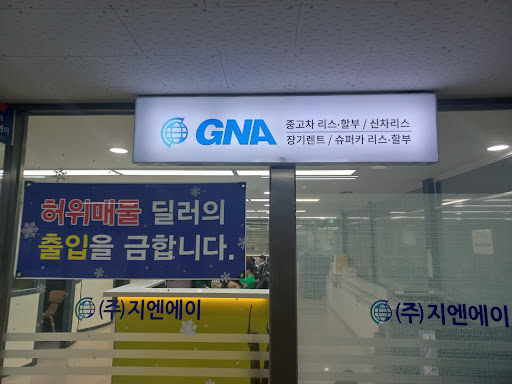 GNA
중고차 리스·할부 / 신차리스
장기렌트 / 슈퍼카 리스·할부
허위매물 딜러의
출입을 금합니다.
(주)지엔에이
(주)지엔에이